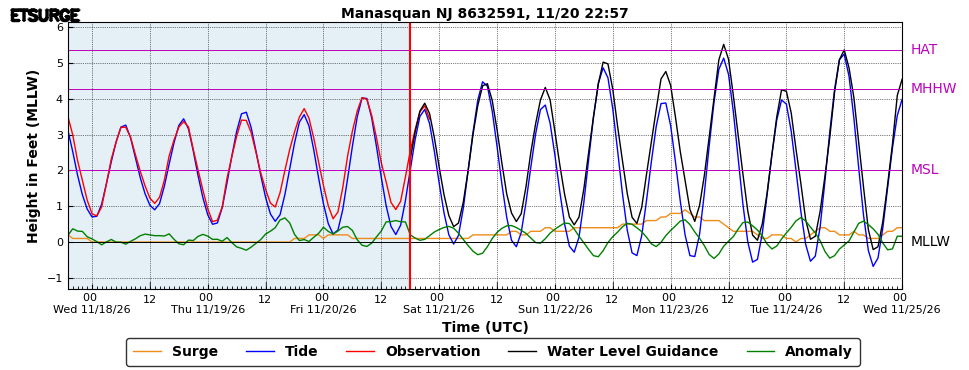 ETSURGE
Manasquan NJ 8632591, 11/20 22:57
Height in Feet (MLLW)
6
5
4
3
2
1
0
−1
HAT
MHHW
MSL
MLLW
00 12 00 12 00 12 00 12 00 12 00 12 00 12 00
Wed 11/18/26 Thu 11/19/26 Fri 11/20/26 Sat 11/21/26 Sun 11/22/26 Mon 11/23/26 Tue 11/24/26 Wed 11/25/26
Time (UTC)
Surge Tide Observation Water Level Guidance Anomaly